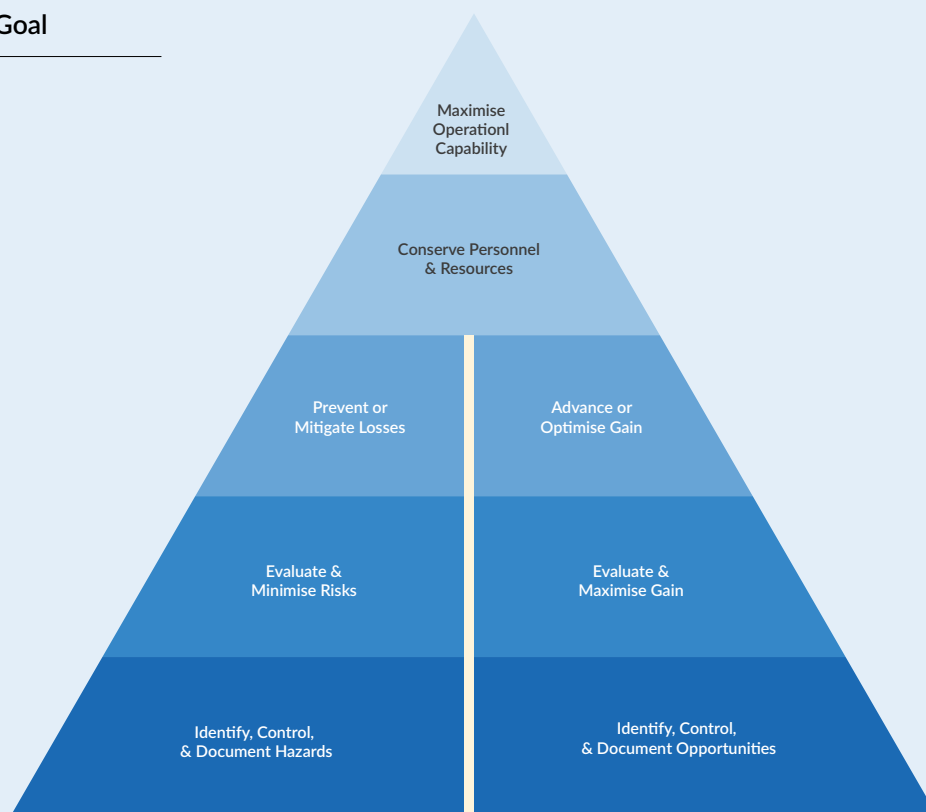 Goal
Maximise
Operationl
Capability
Conserve Personnel
& Resources
Prevent or
Mitigate Losses
Advance or
Optimise Gain
Evaluate &
Minimise Risks
Evaluate &
Maximise Gain
Identify, Control,
& Document Hazards
Identify, Control,
& Document Opportunities